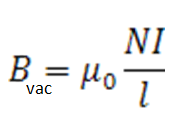 B_vac = μ₀ NI/l